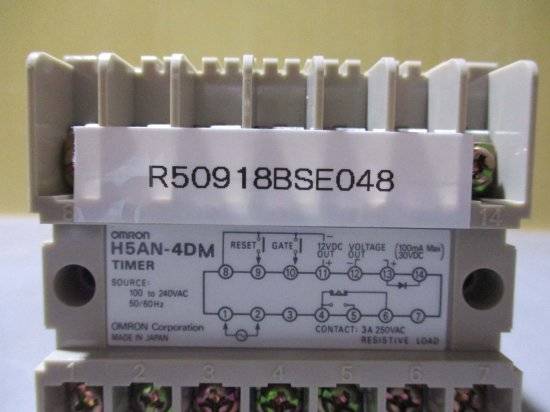 R50918BSE048
8
14
OMRON
H5AN-4DM
TIMER
SOURCE:
100 to 240VAC
50/60Hz
OMRON Corporation
MADE IN JAPAN
RESET GATE 12VDC OUT VOLTAGE OUT (100mA Max 30VDC)
8 9 10 11 12 13 14
1 2 3 4 5 6 7
CONTACT: 3A 250VAC
RESISTIVE LOAD
1 2 3 4 5 6 7